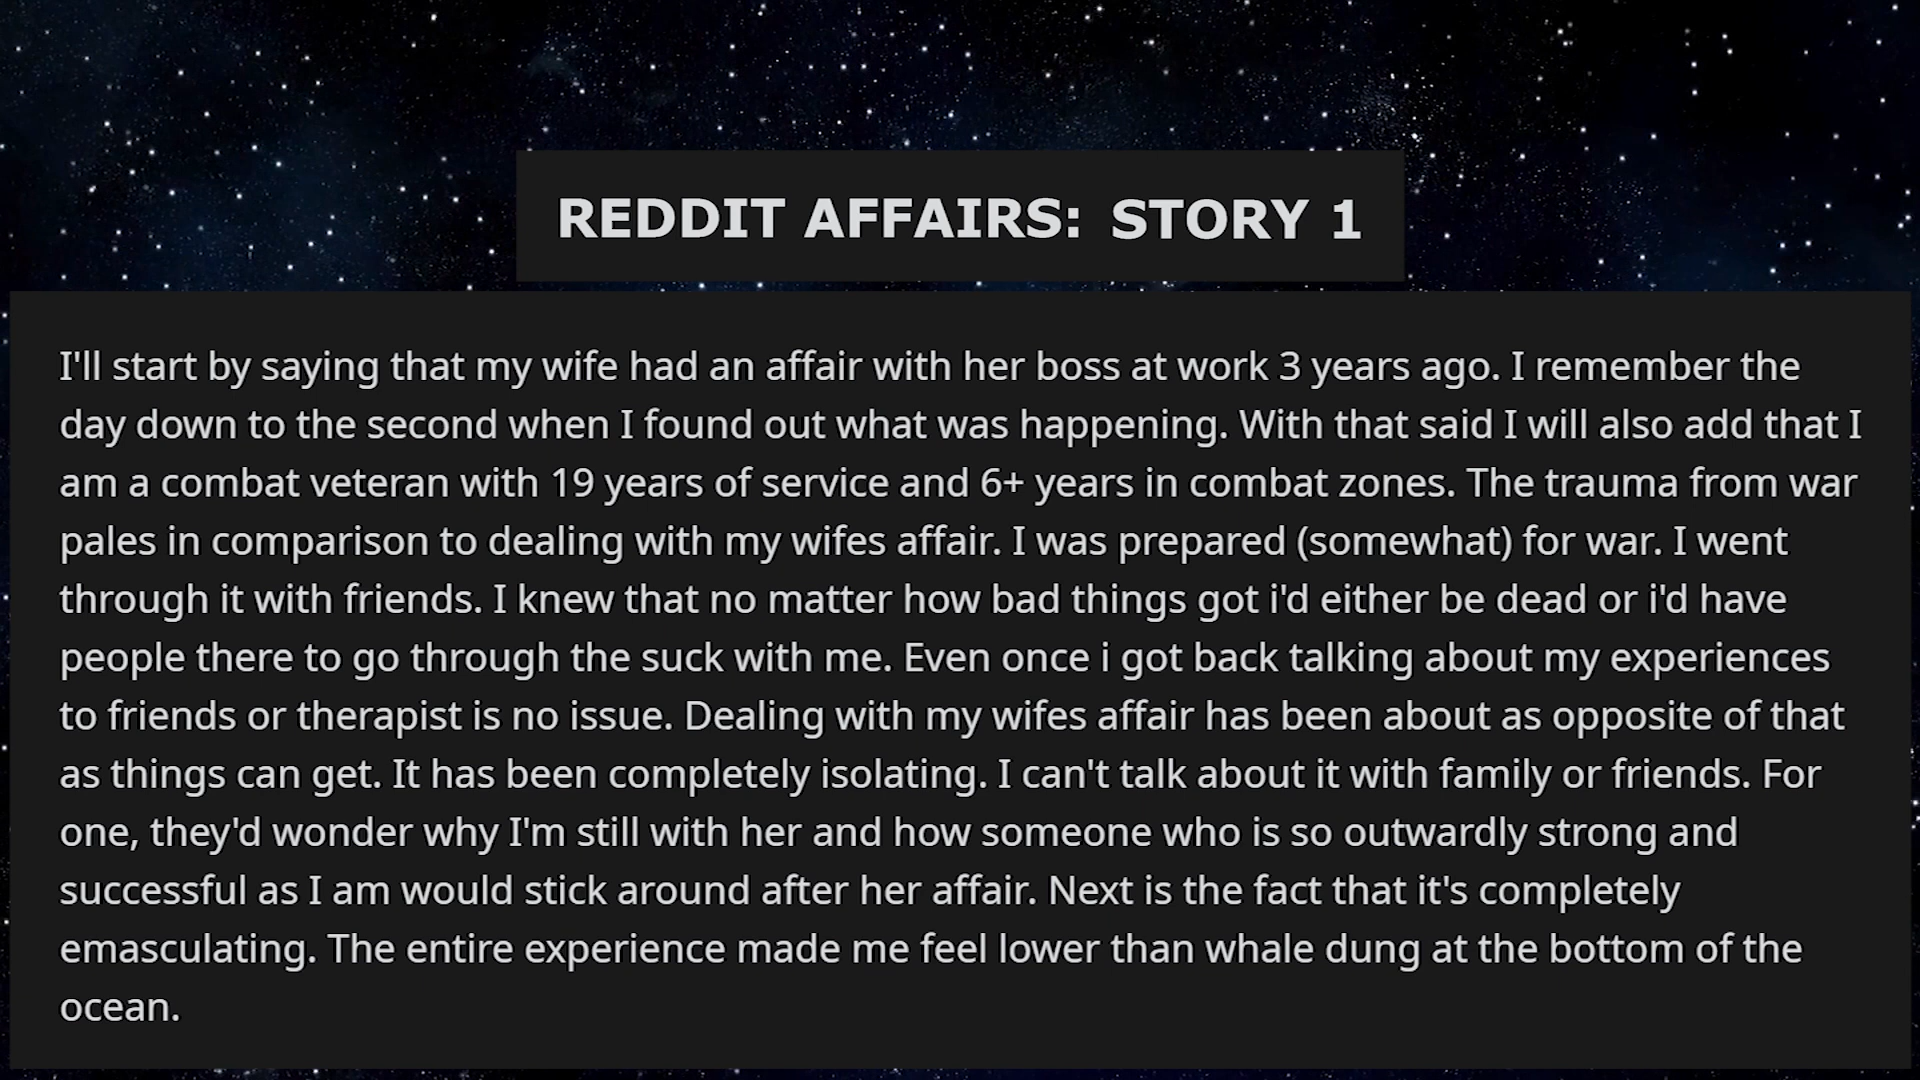 REDDIT AFFAIRS: STORY 1
I'll start by saying that my wife had an affair with her boss at work 3 years ago. I remember the
day down to the second when I found out what was happening. With that said I will also add that I
am a combat veteran with 19 years of service and 6+ years in combat zones. The trauma from war
pales in comparison to dealing with my wifes affair. I was prepared (somewhat) for war. I went
through it with friends. I knew that no matter how bad things got i'd either be dead or i'd have
people there to go through the suck with me. Even once i got back talking about my experiences
to friends or therapist is no issue. Dealing with my wifes affair has been about as opposite of that
as things can get. It has been completely isolating. I can't talk about it with family or friends. For
one, they'd wonder why I'm still with her and how someone who is so outwardly strong and
successful as I am would stick around after her affair. Next is the fact that it's completely
emasculating. The entire experience made me feel lower than whale dung at the bottom of the
ocean.